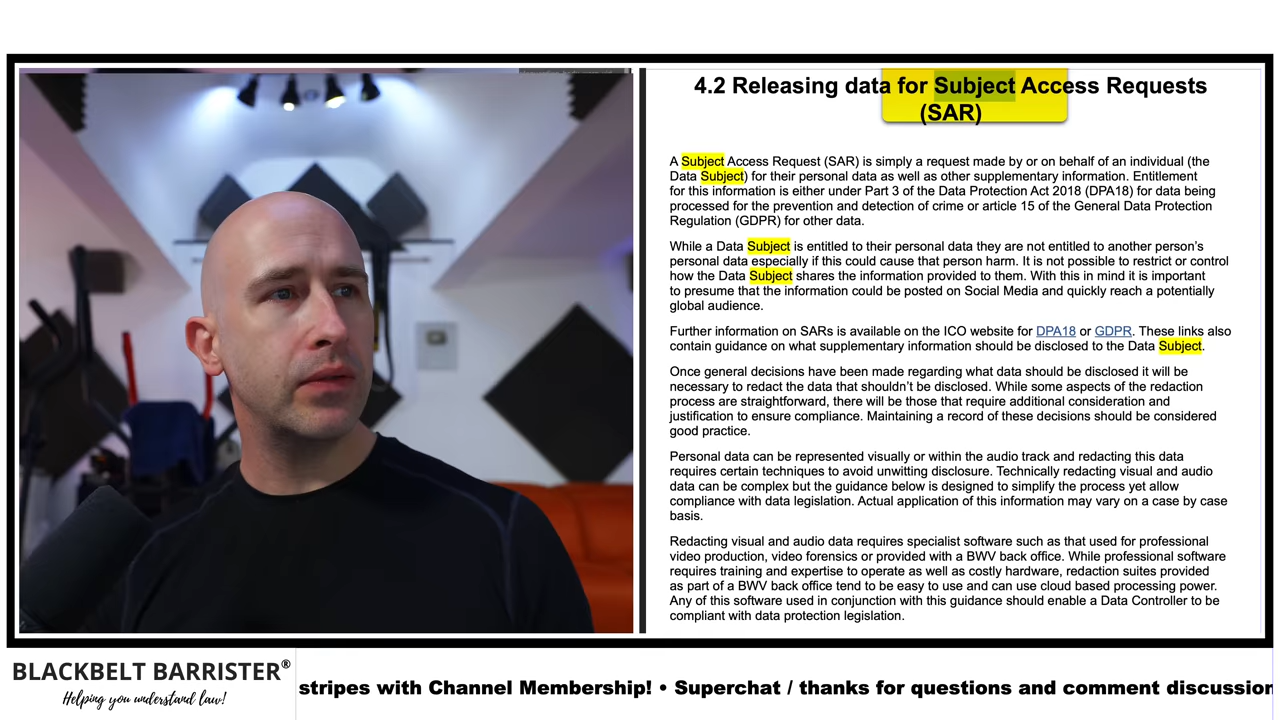 4.2 Releasing data for Subject Access Requests
(SAR)
A Subject Access Request (SAR) is simply a request made by or on behalf of an individual (the
Data Subject) for their personal data as well as other supplementary information. Entitlement
for this information is either under Part 3 of the Data Protection Act 2018 (DPA18) for data being
processed for the prevention and detection of crime or article 15 of the General Data Protection
Regulation (GDPR) for other data.
While a Data Subject is entitled to their personal data they are not entitled to another person's
personal data especially if this could cause that person harm. It is not possible to restrict or control
how the Data Subject shares the information provided to them. With this in mind it is important
to presume that the information could be posted on Social Media and quickly reach a potentially
global audience.
Further information on SARs is available on the ICO website for DPA18 or GDPR. These links also
contain guidance on what supplementary information should be disclosed to the Data Subject.
Once general decisions have been made regarding what data should be disclosed it will be
necessary to redact the data that shouldn't be disclosed. While some aspects of the redaction
process are straightforward, there will be those that require additional consideration and
justification to ensure compliance. Maintaining a record of these decisions should be considered
good practice.
Personal data can be represented visually or within the audio track and redacting this data
requires certain techniques to avoid unwitting disclosure. Technically redacting visual and audio
data can be complex but the guidance below is designed to simplify the process yet allow
compliance with data legislation. Actual application of this information may vary on a case by case
basis.
Redacting visual and audio data requires specialist software such as that used for professional
video production, video forensics or provided with a BWV back office. While professional software
requires training and expertise to operate as well as costly hardware, redaction suites provided
as part of a BWV back office tend to be easy to use and can use cloud based processing power.
Any of this software used in conjunction with this guidance should enable a Data Controller to be
compliant with data protection legislation.
BLACKBELT BARRISTER®
Helping you understand law!
stripes with Channel Membership! • Superchat / thanks for questions and comment discussion